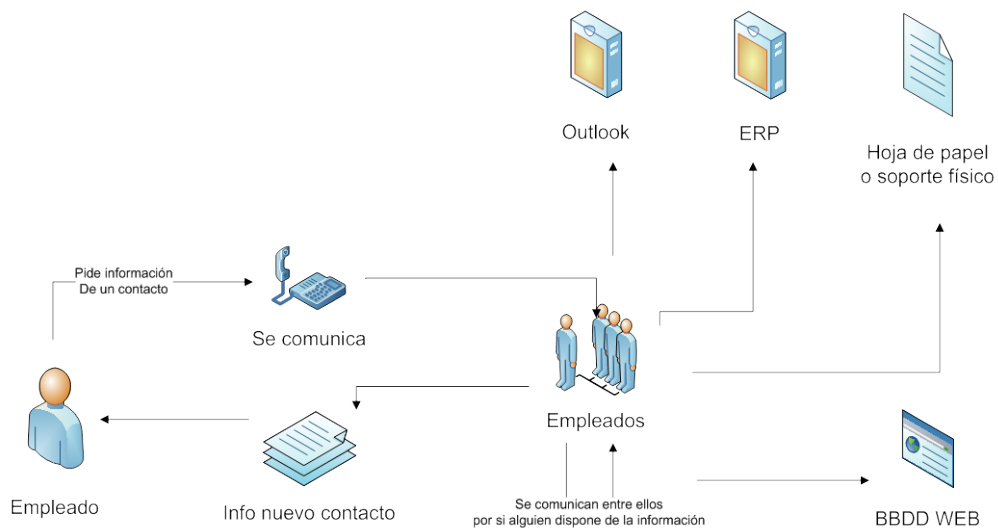 Outlook
ERP
Hoja de papel
o soporte físico
Pide información
De un contacto
Se comunica
Empleado
Info nuevo contacto
Empleados
Se comunican entre ellos
por si alguien dispone de la información
BBDD WEB